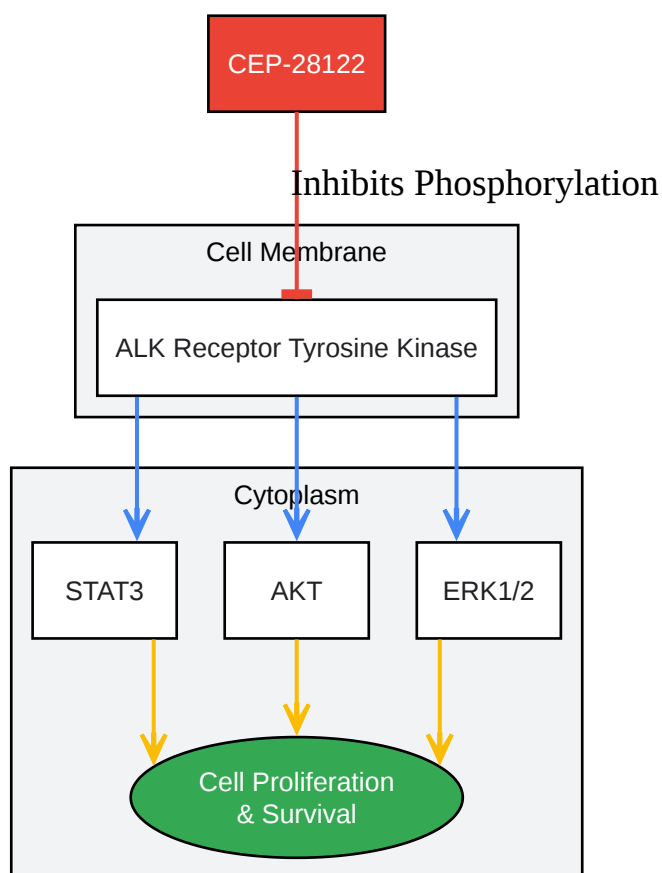 CEP-28122
Inhibits Phosphorylation
Cell Membrane
ALK Receptor Tyrosine Kinase
Cytoplasm
STAT3
AKT
ERK1/2
Cell Proliferation
& Survival